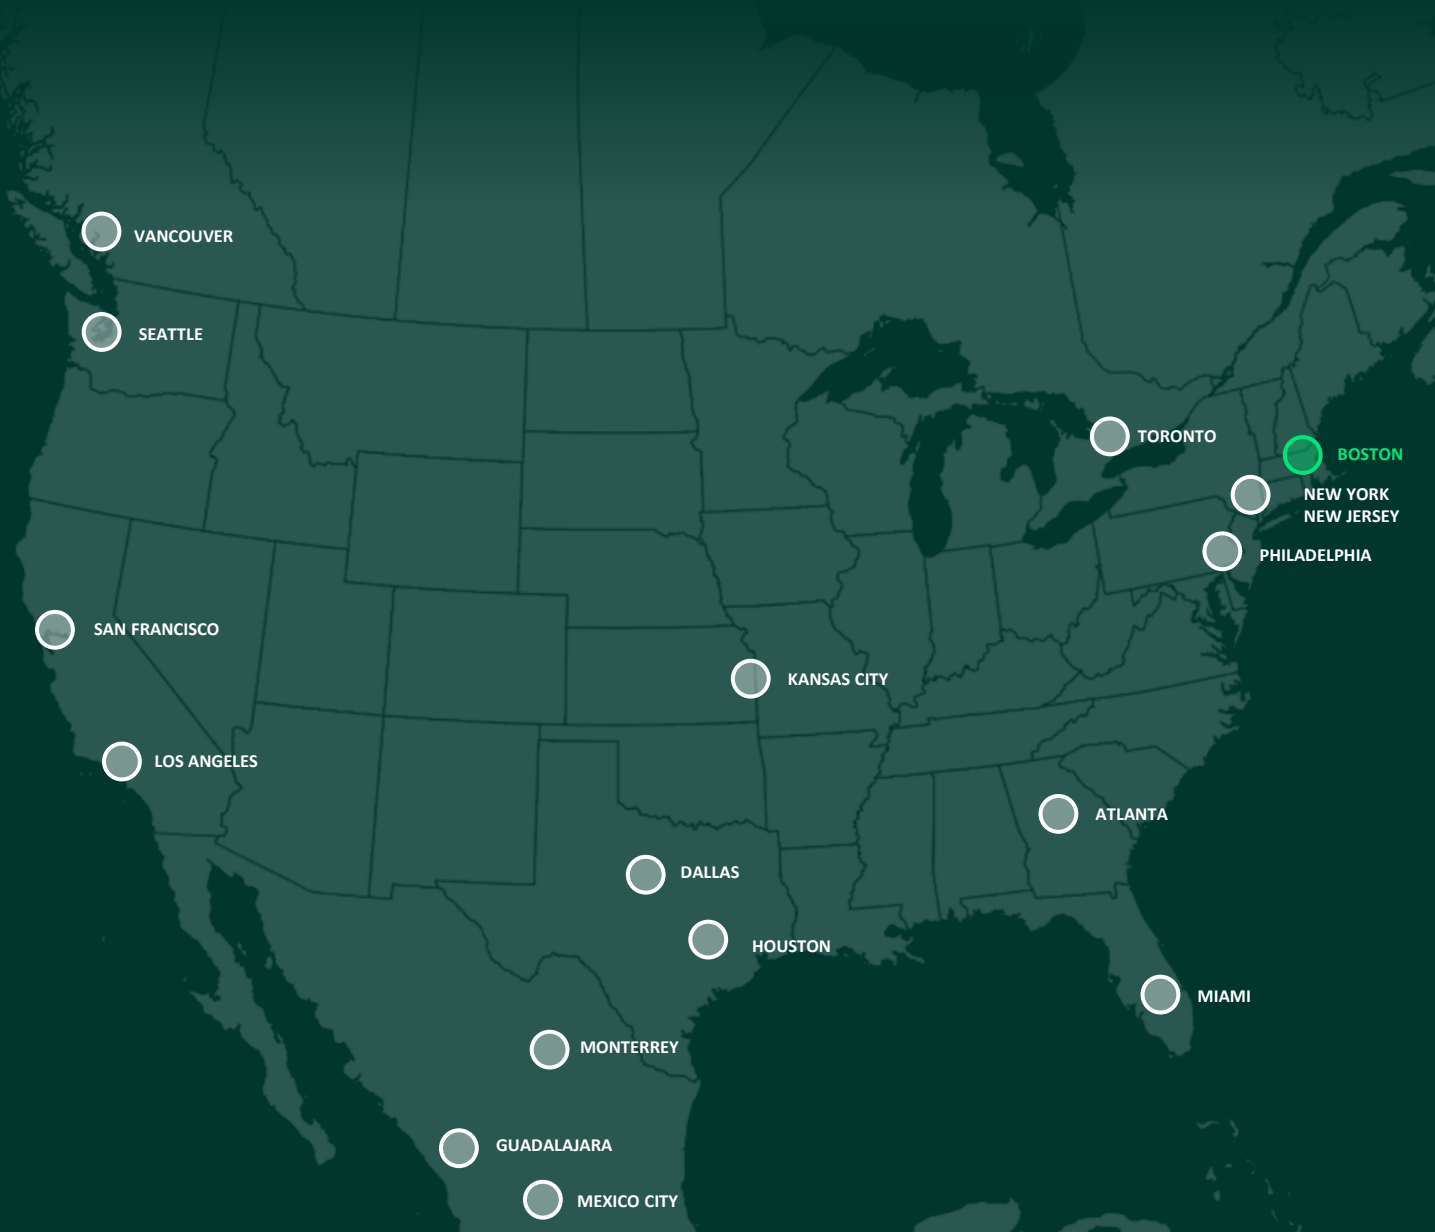 VANCOUVER
SEATTLE
TORONTO
BOSTON
NEW YORK
NEW JERSEY
PHILADELPHIA
SAN FRANCISCO
KANSAS CITY
LOS ANGELES
ATLANTA
DALLAS
HOUSTON
MIAMI
MONTERREY
GUADALAJARA
MEXICO CITY